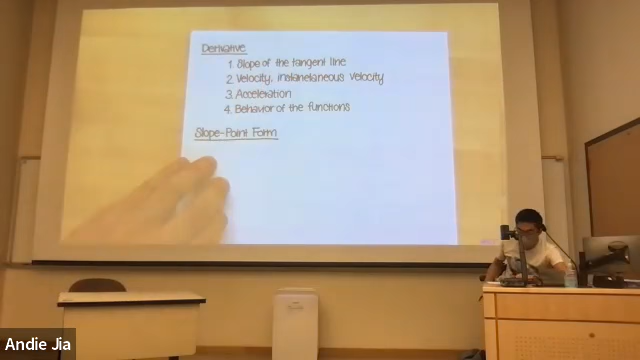 Derivative
1. Slope of the tangent line
2. Velocity, instanelaneous velocity
3. Acceleration
4. Behavior of the functions
Slope-Point Form
Andie Jia